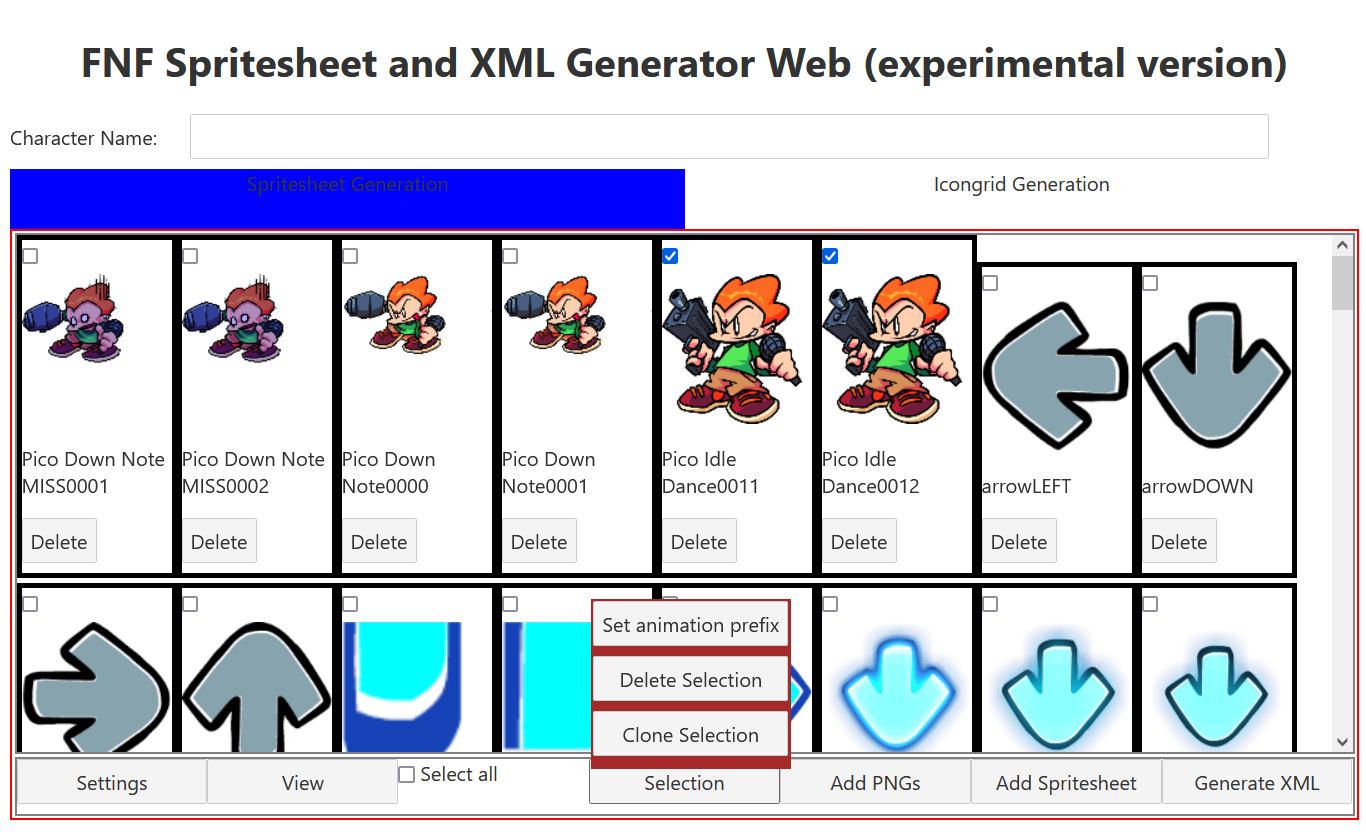 FNF Spritesheet and XML Generator Web (experimental version)
Character Name:
Spritesheet Generation
Icongrid Generation
Pico Down Note
MISS0001
Delete
Pico Down Note
MISS0002
Delete
Pico Down
Note0000
Delete
Pico Down
Note0001
Delete
Pico Idle
Dance0011
Delete
Pico Idle
Dance0012
Delete
arrowLEFT
Delete
arrowDOWN
Delete
Set animation prefix
Delete Selection
Clone Selection
Settings
View
Select all
Selection
Add PNGs
Add Spritesheet
Generate XML